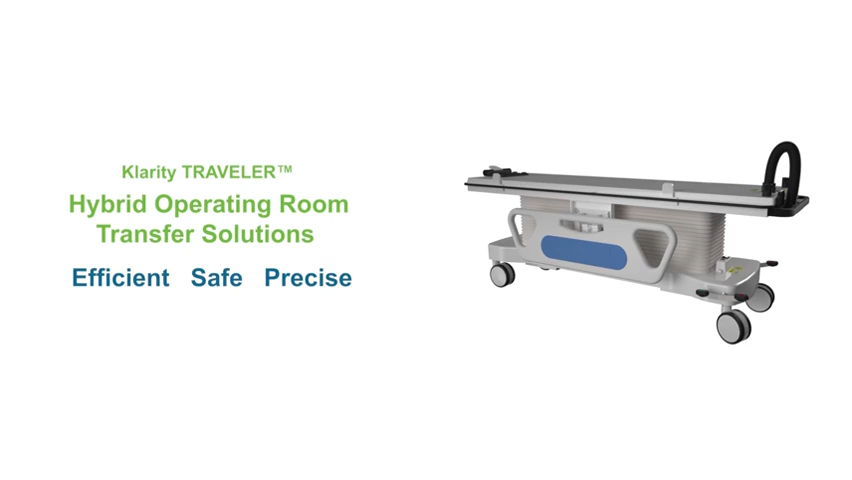 Klarity TRAVELER™
Hybrid Operating Room
Transfer Solutions
Efficient Safe Precise